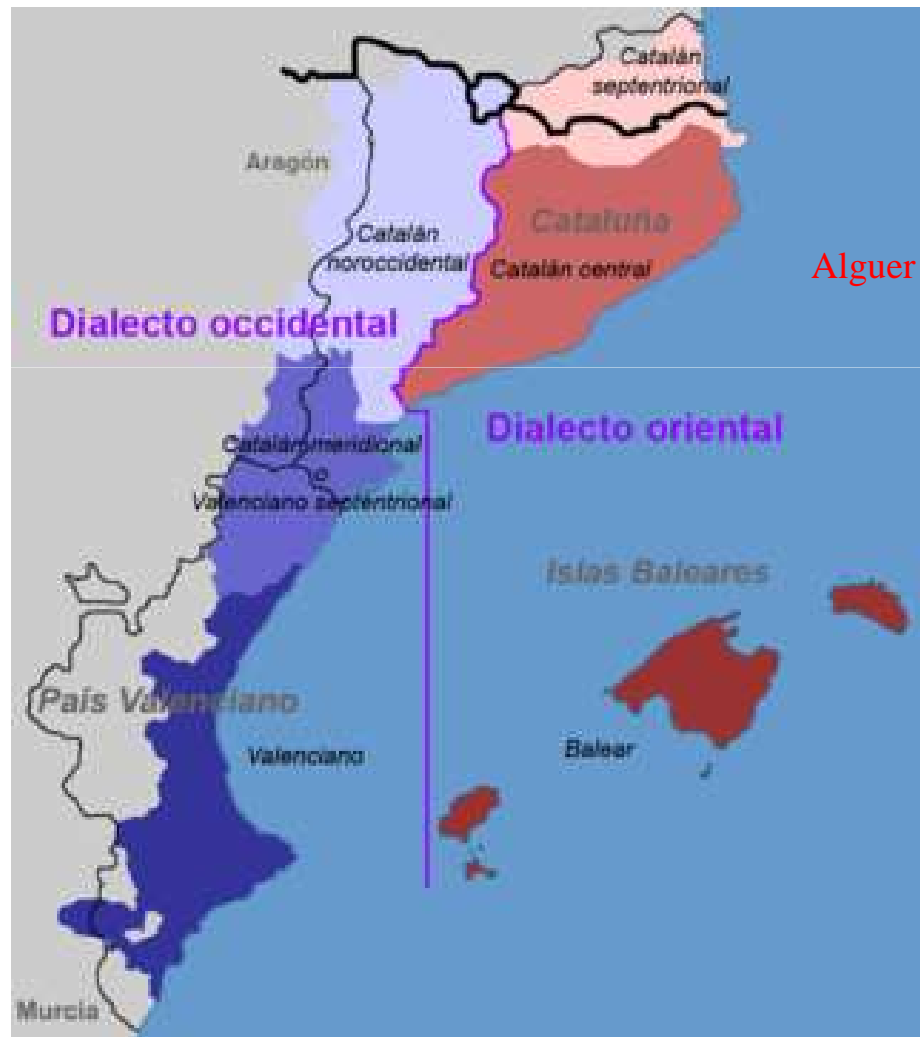 Catalán
septentrional
Aragón
Cataluña
Catalán
noroccidental
Catalán central
Alguer
Dialecto occidental
Dialecto oriental
Catalán meridional
Valenciano septentrional
Islas Baleares
País Valenciano
Valenciano
Balear
Murcia